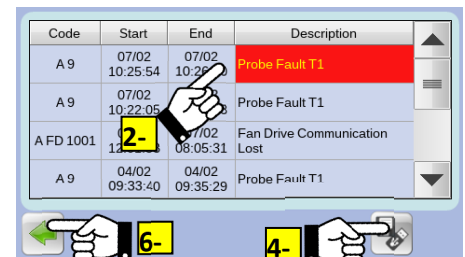 Code Start End Description
A 9 07/02 07/02 Probe Fault T1
10:25:54
A 9 07/02 Probe Fault T1
10:22:05
2-
A FD 1001 Fan Drive Communication
08:05:31 Lost
A 9 04/02 04/02 Probe Fault T1
09:33:40 09:35:29
6- 4-